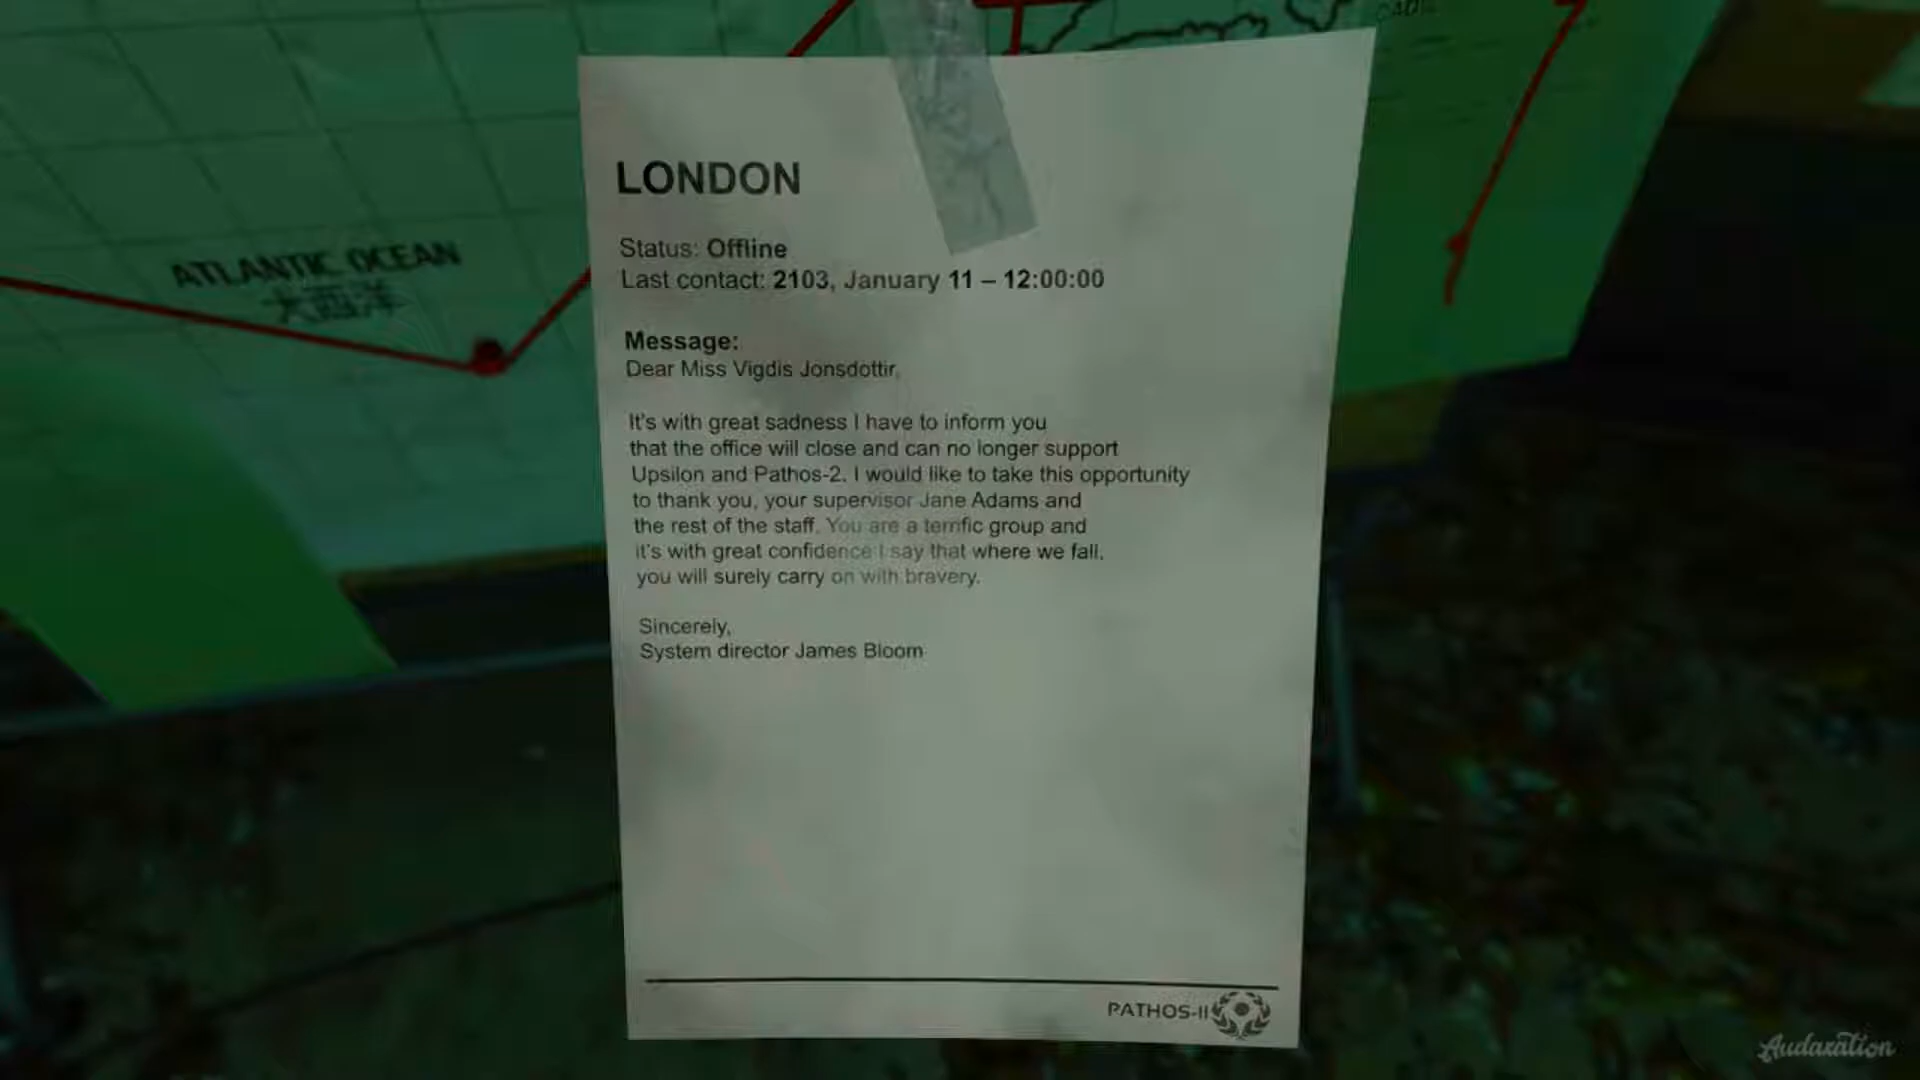 LONDON
Status: Offline
Last contact: 2103, January 11 – 12:00:00
Message:
Dear Miss Vigdis Jonsdottir,
It's with great sadness I have to inform you
that the office will close and can no longer support
Upsilon and Pathos-2. I would like to take this opportunity
to thank you, your supervisor Jane Adams and
the rest of the staff. You are a terrific group and
it's with great confidence I say that where we fall,
you will surely carry on with bravery.
Sincerely,
System director James Bloom
PATHOS-II
ATLANTIC OCEAN
大西洋
Audaxation